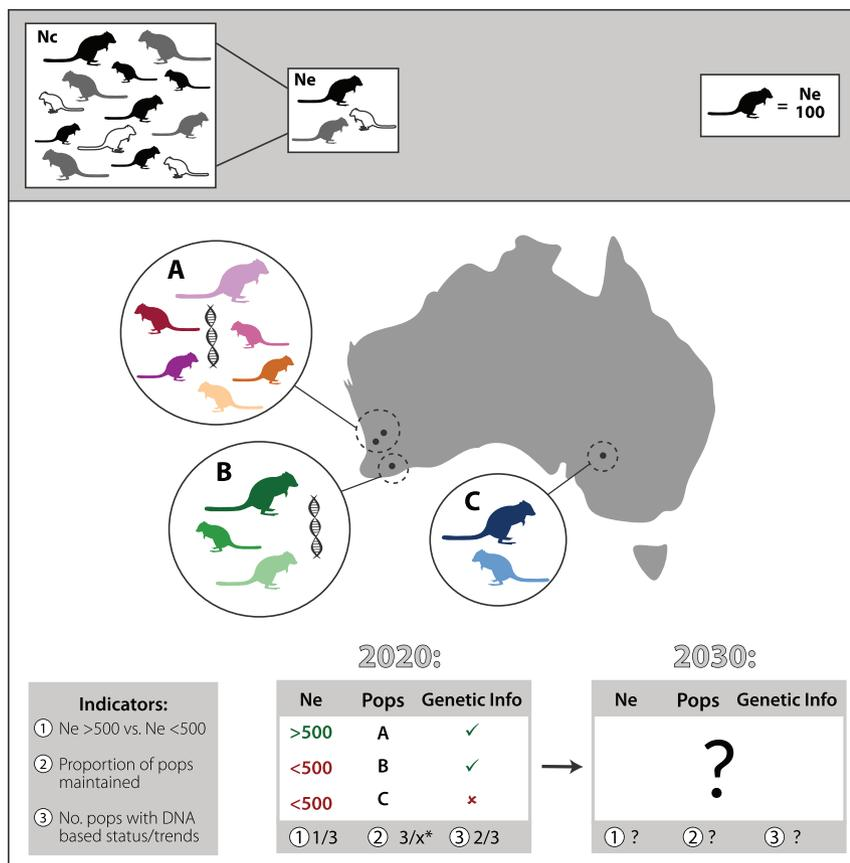 Nc
Ne
= Ne
100
A
B
C
2020:
2030:
Indicators:
1 Ne >500 vs. Ne <500
2 Proportion of pops
maintained
3 No. pops with DNA
based status/trends
Ne Pops Genetic Info
>500 A ✓
<500 B ✓
<500 C ✗
1 1/3 2 3/x* 3 2/3
Ne Pops Genetic Info
?
1 ? 2 ? 3 ?